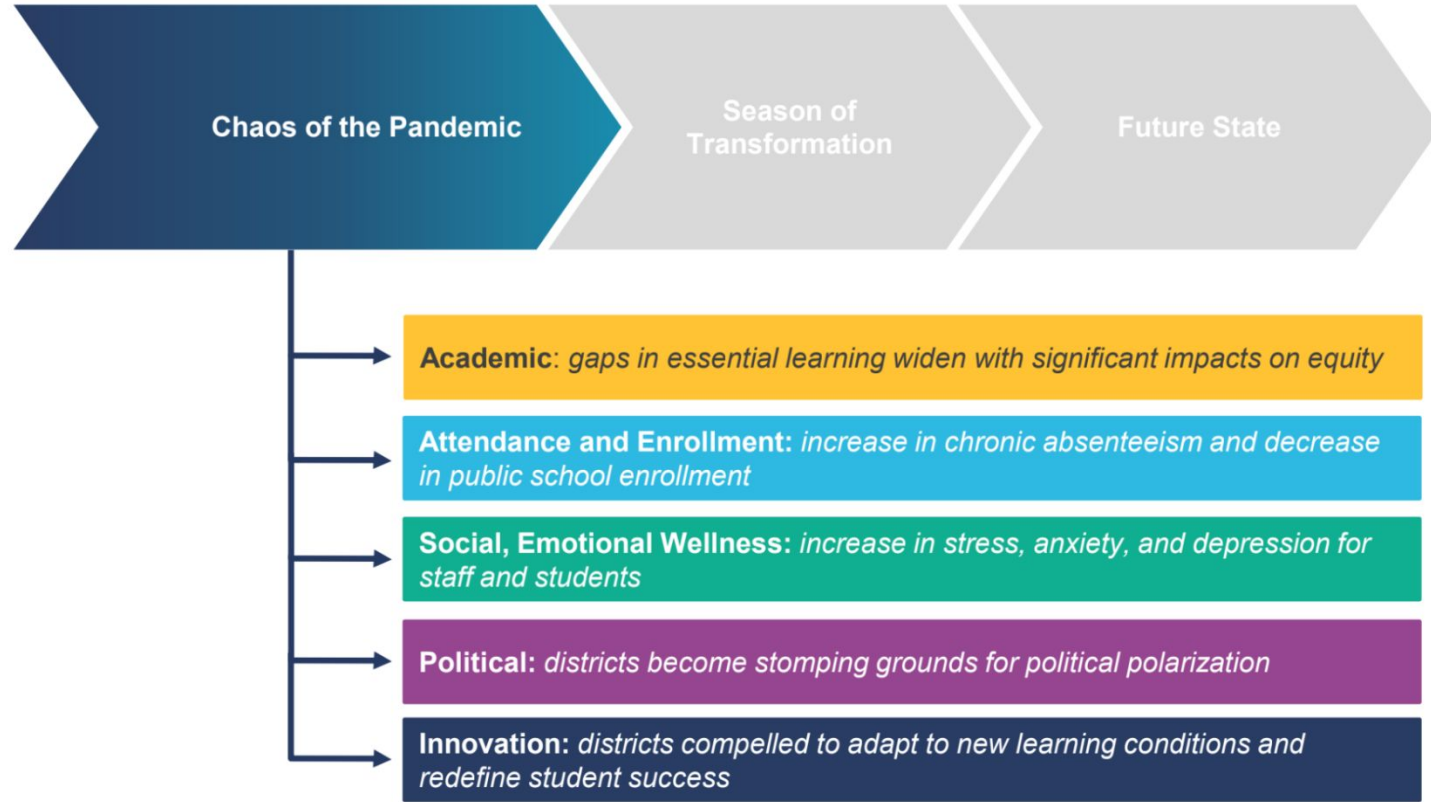 Chaos of the Pandemic
Season of
Transformation
Future State
Academic: gaps in essential learning widen with significant impacts on equity
Attendance and Enrollment: increase in chronic absenteeism and decrease
in public school enrollment
Social, Emotional Wellness: increase in stress, anxiety, and depression for
staff and students
Political: districts become stomping grounds for political polarization
Innovation: districts compelled to adapt to new learning conditions and
redefine student success